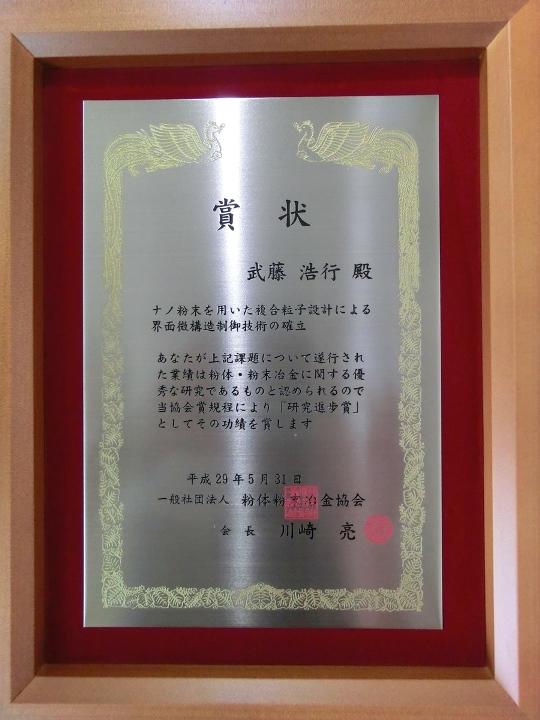 賞 状
武藤 浩行 殿
ナノ粉末を用いた複合粒子設計による
界面微構造制御技術の確立
あなたが上記課題について遂行され
た業績は粉体・粉末冶金に関する優
秀な研究であるものと認められるので
当協会賞規程により「研究進歩賞」
としてその功績を賞します
平成29年5月31日
一般社団法人 粉体粉末冶金協会
会 長 川崎 亮